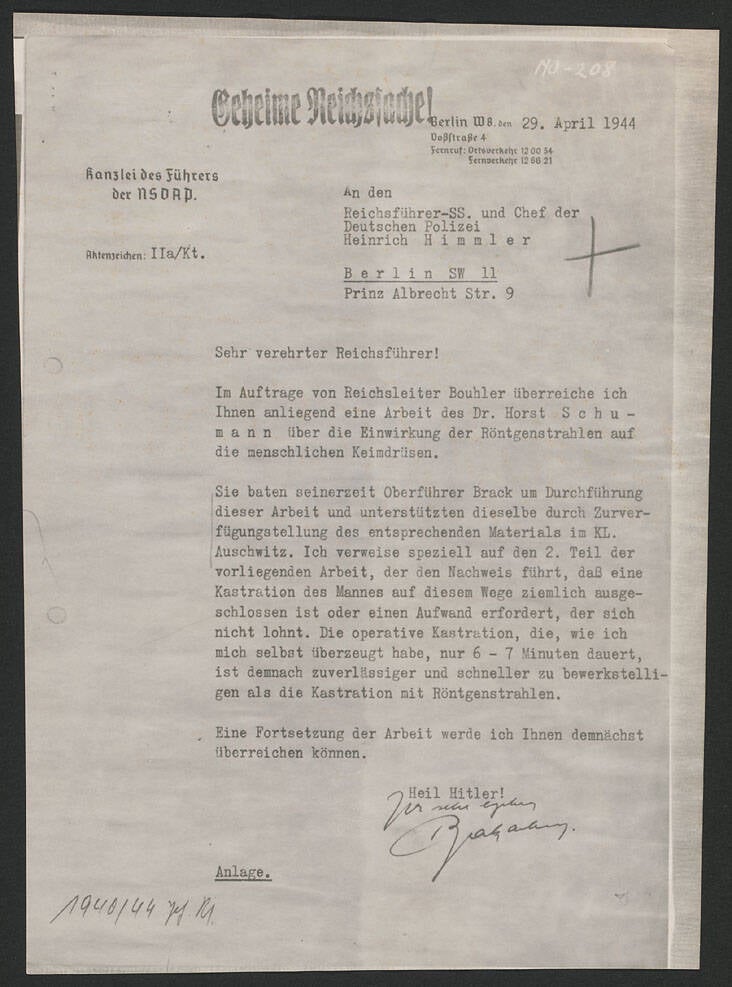 NO-208
Geheime Reichssache!
Berlin W8, den 29. April 1944
Voßstraße 4
Fernruf: Ortsverkehr 12 00 54
Fernverkehr 12 66 21
Kanzlei des Führers
der NSDAP.
Aktenzeichen: IIa/Kt.
An den
Reichsführer-SS. und Chef der
Deutschen Polizei
Heinrich H i m m l e r
B e r l i n SW 11
Prinz Albrecht Str. 9
Sehr verehrter Reichsführer!
Im Auftrage von Reichsleiter Bouhler überreiche ich
Ihnen anliegend eine Arbeit des Dr. Horst S c h u -
m a n n über die Einwirkung der Röntgenstrahlen auf
die menschlichen Keimdrüsen.
Sie baten seinerzeit Oberführer Brack um Durchführung
dieser Arbeit und unterstützten dieselbe durch Zurver-
fügungstellung des entsprechenden Materials im KL.
Auschwitz. Ich verweise speziell auf den 2. Teil der
vorliegenden Arbeit, der den Nachweis führt, daß eine
Kastration des Mannes auf diesem Wege ziemlich ausge-
schlossen ist oder einen Aufwand erfordert, der sich
nicht lohnt. Die operative Kastration, die, wie ich
mich selbst überzeugt habe, nur 6 - 7 Minuten dauert,
ist demnach zuverlässiger und schneller zu bewerkstelli-
gen als die Kastration mit Röntgenstrahlen.
Eine Fortsetzung der Arbeit werde ich Ihnen demnächst
überreichen können.
Heil Hitler!
Anlage.